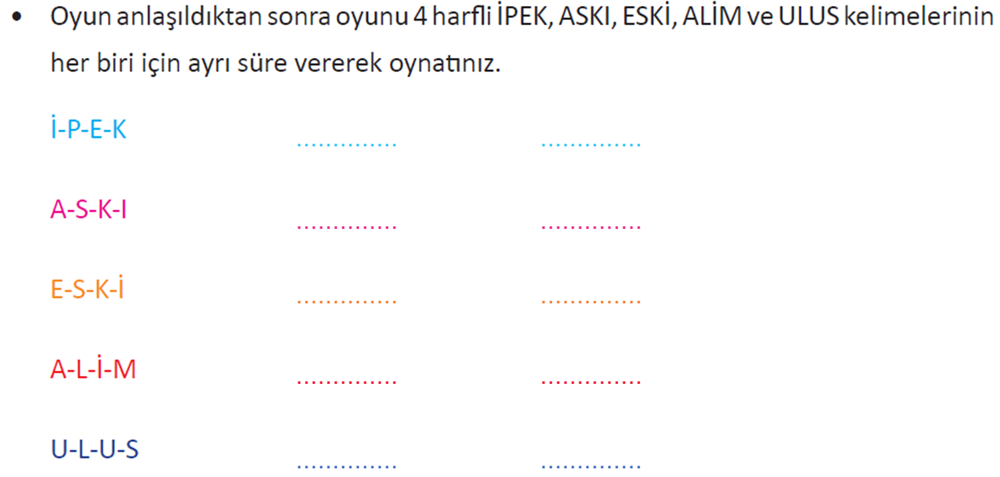 • Oyun anlaşıldıktan sonra oyunu 4 harfli İPEK, ASKI, ESKİ, ALİM ve ULUS kelimelerinin
her biri için ayrı süre vererek oynatınız.
İ-P-E-K .............. ..............
A-S-K-I .............. ..............
E-S-K-İ .............. ..............
A-L-İ-M .............. ..............
U-L-U-S .............. ..............